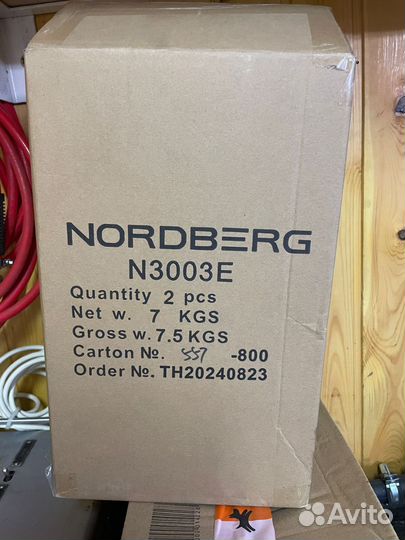 NORDBERG
N3003E
Quantity 2 pcs
Net w. 7 KGS
Gross w. 7.5 KGS
Carton №. 557 -800
Order №. TH20240823
Avito